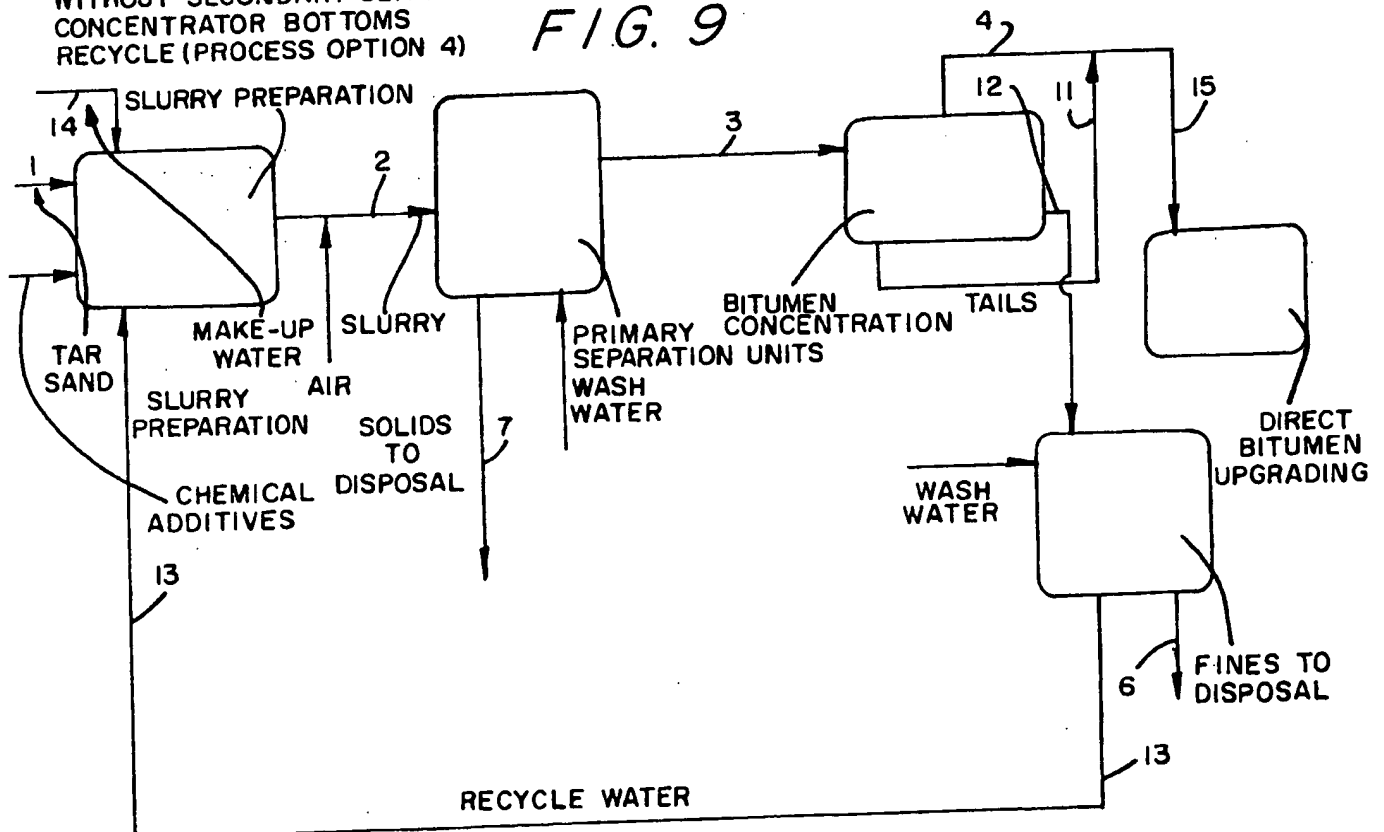 CONCENTRATOR BOTTOMS
RECYCLE (PROCESS OPTION 4)
FIG. 9
4
12
11
15
14
SLURRY PREPARATION
3
1
2
TAR
SAND
MAKE-UP
WATER
AIR
SLURRY
PRIMARY
SEPARATION UNITS
WASH
WATER
BITUMEN
CONCENTRATION
TAILS
SLURRY
PREPARATION
SOLIDS
TO
DISPOSAL
7
DIRECT
BITUMEN
UPGRADING
CHEMICAL
ADDITIVES
WASH
WATER
13
6
FINES TO
DISPOSAL
13
RECYCLE WATER